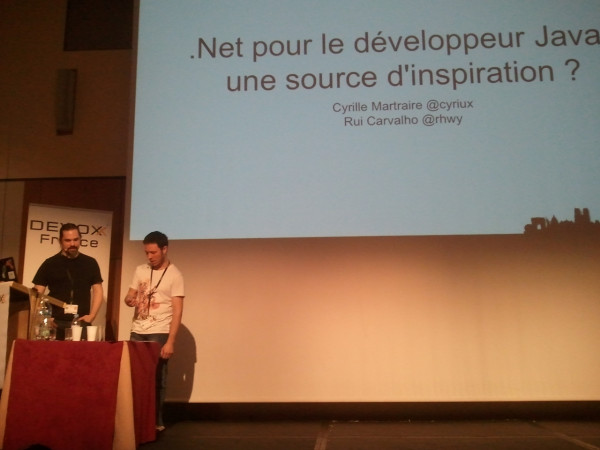 .Net pour le développeur Java
une source d'inspiration ?
Cyrille Martraire @cyriux
Rui Carvalho @rhwy
DEVOXX
France